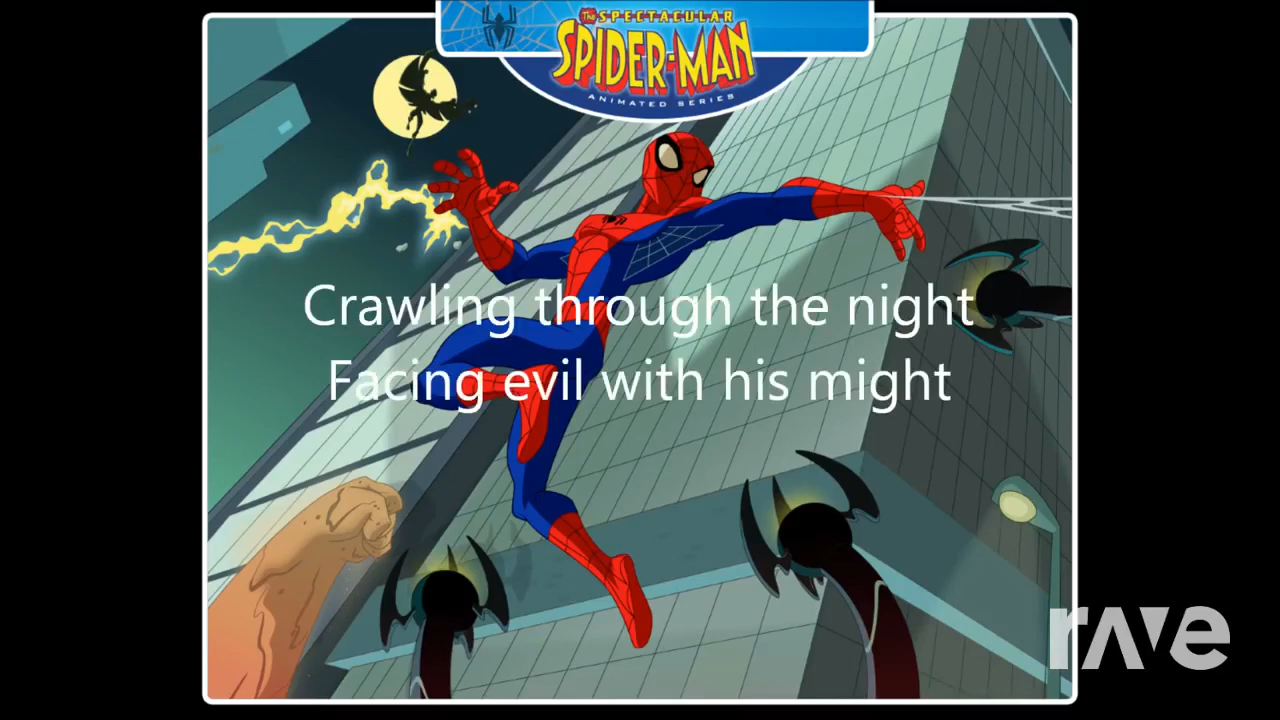 The SPECTACULAR
SPIDER-MAN
ANIMATED SERIES
Crawling through the night
Facing evil with his might
rave